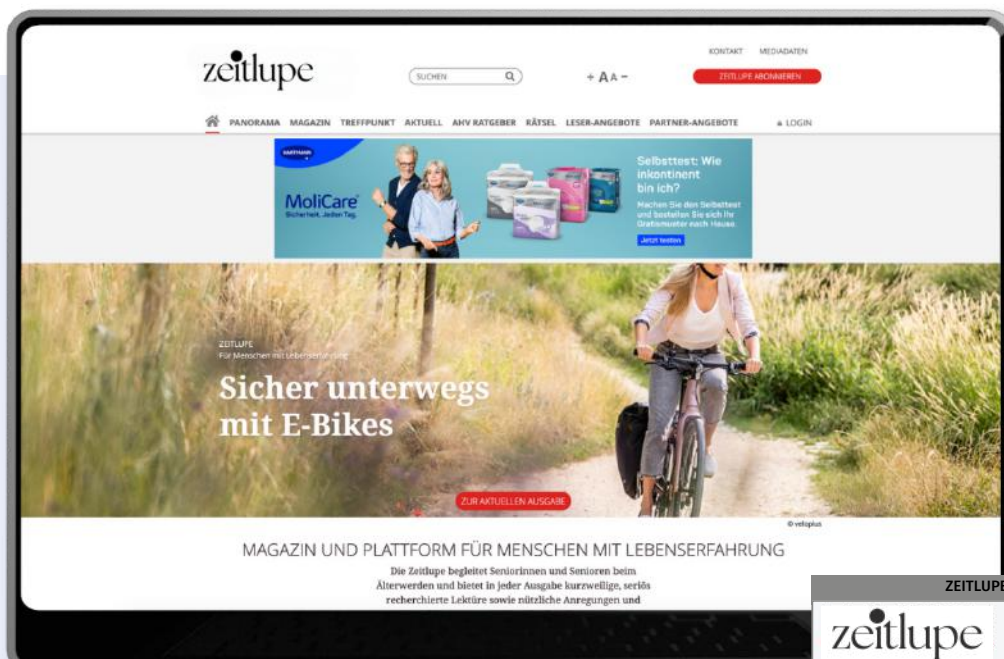 zeitlupe
KONTAKT MEDIADATEN
SUCHEN
+ A A -
ZEITLUPE ABONNIEREN
PANORAMA MAGAZIN TREFFPUNKT AKTUELL AHV RATGEBER RÄTSEL LESER-ANGEBOTE PARTNER-ANGEBOTE LOGIN
HARTMANN
MoliCare®
Sicherheit. Jeden Tag.
Selbsttest: Wie
inkontinent
bin ich?
Machen Sie den Selbsttest
und bestellen Sie sich Ihr
Gratismuster nach Hause.
Jetzt testen
ZEITLUPE
Für Menschen mit Lebenserfahrung
Sicher unterwegs
mit E-Bikes
ZUR AKTUELLEN AUSGABE
© veloplus
MAGAZIN UND PLATTFORM FÜR MENSCHEN MIT LEBENSERFAHRUNG
Die Zeitlupe begleitet Seniorinnen und Senioren beim
Älterwerden und bietet in jeder Ausgabe kurzweilige, seriös
recherchierte Lektüre sowie nützliche Anregungen und
ZEITLUPE
zeitlupe